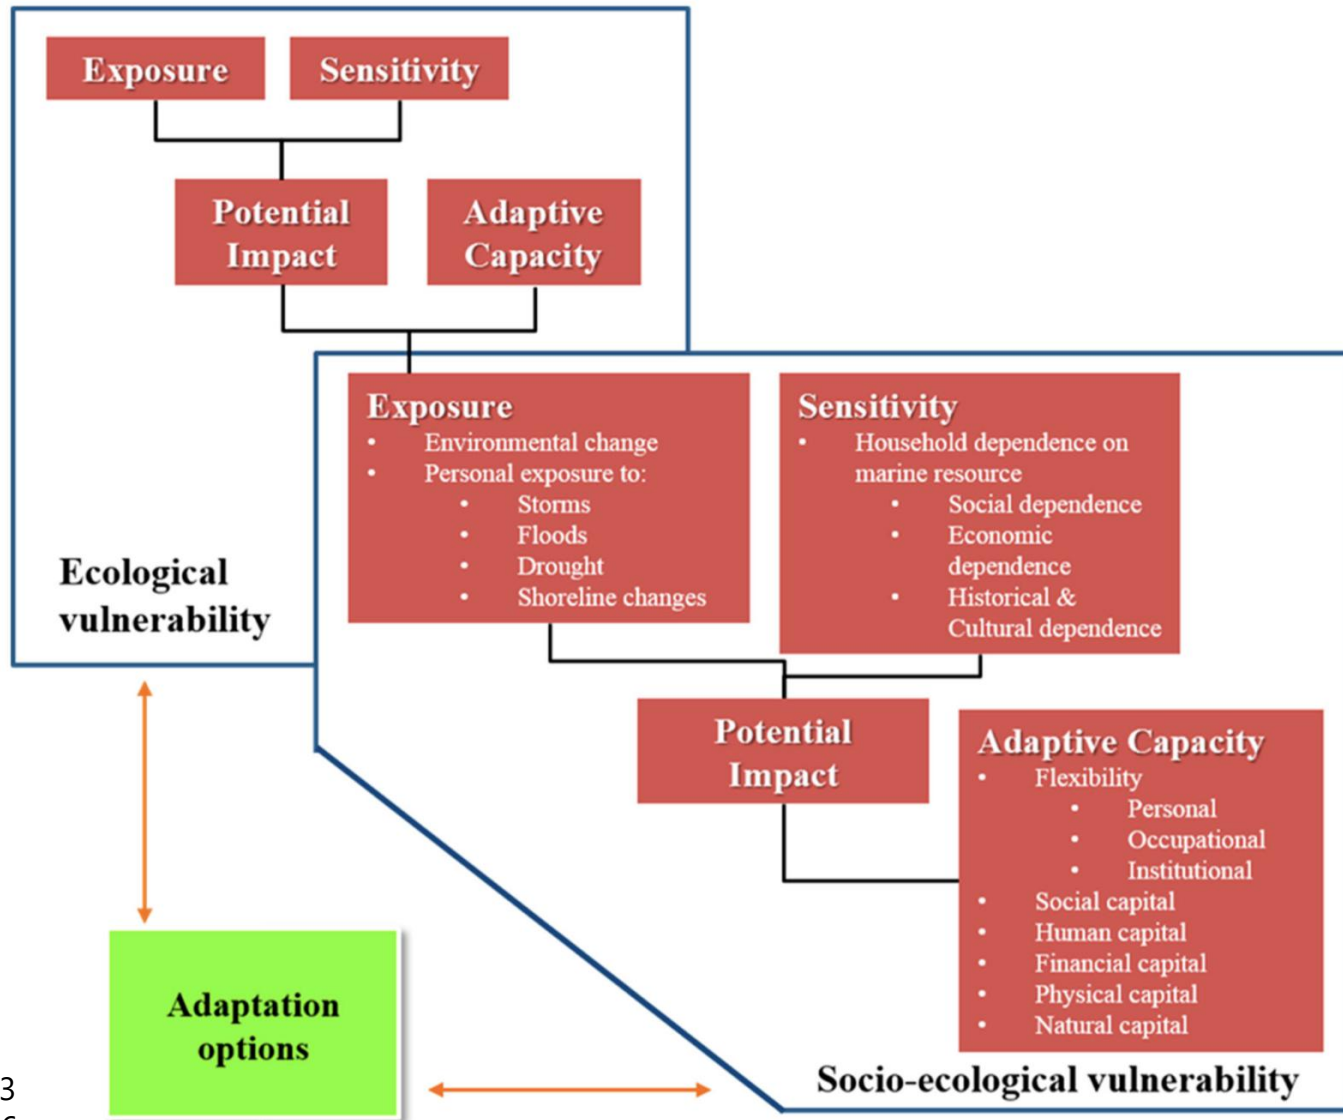 Exposure
Sensitivity
Potential
Impact
Adaptive
Capacity
Exposure
• Environmental change
• Personal exposure to:
• Storms
• Floods
• Drought
• Shoreline changes
Sensitivity
• Household dependence on
marine resource
• Social dependence
• Economic
dependence
• Historical &
Cultural dependence
Ecological
vulnerability
Potential
Impact
Adaptive Capacity
• Flexibility
• Personal
• Occupational
• Institutional
• Social capital
• Human capital
• Financial capital
• Physical capital
• Natural capital
Adaptation
options
Socio-ecological vulnerability
3